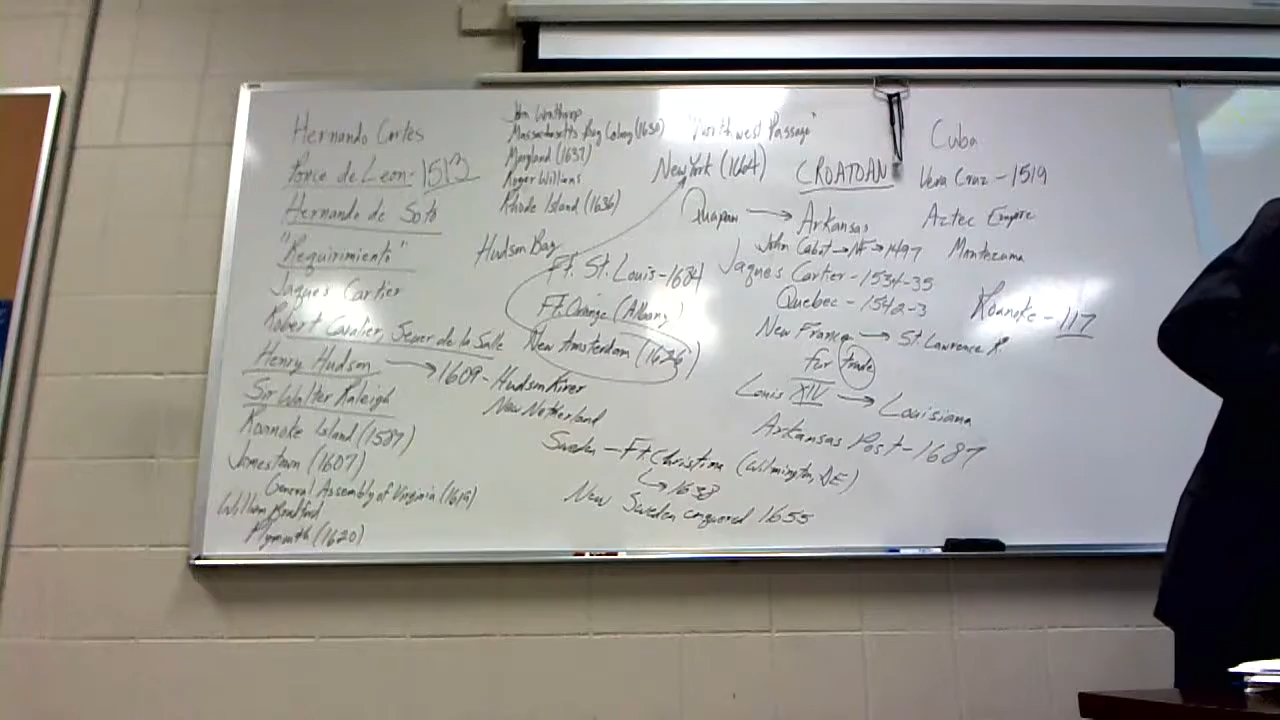 Hernando Cortes
Ponce de Leon - 1513
Hernando de Soto
"Requirimiento"
Jaques Cartier
Robert Cavalier, Seuer de la Salle
Henry Hudson → 1609 - Hudson River
New Netherland
Sir Walter Raleigh
Roanoke Island (1587)
Jamestown (1607)
General Assembly of Virginia (1619)
William Bradford
Plymouth (1620)
John Winthrop
Massachusetts Bay Colony (1630)
Maryland (1637)
Roger Williams
Rhode Island (1636)
Hudson Bay
Ft. St. Louis - 1684
Ft. Orange (Albany)
New Amsterdam (1626)
Sweden - Ft. Christina (Wilmington, DE)
↳ 1638
New Sweden conquered 1655
"Northwest Passage"
New York (1664)
CROATOAN
Quapaw → Arkansas
John Cabot → NF → 1497
Jaques Cartier - 1534-35
Quebec - 1542-3
New France → St. Lawrence R.
fur trade
Louis XIV → Louisiana
Arkansas Post - 1687
Cuba
Vera Cruz - 1519
Aztec Empire
Montezuma
Roanoke - 117